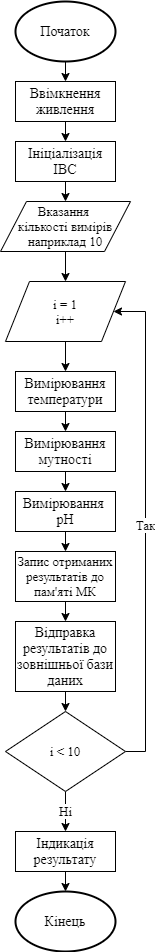 Початок
Ввімкнення
живлення
Ініціалізація
ІВС
Вказання
кількості вимірів
наприклад 10
i = 1
i++
Вимірювання
температури
Вимірювання
мутності
Вимірювання
pH
Запис отриманих
результатів до
пам'яті МК
Відправка
результатів до
зовнішньої бази
даних
Так
i < 10
Ні
Індикація
результату
Кінець